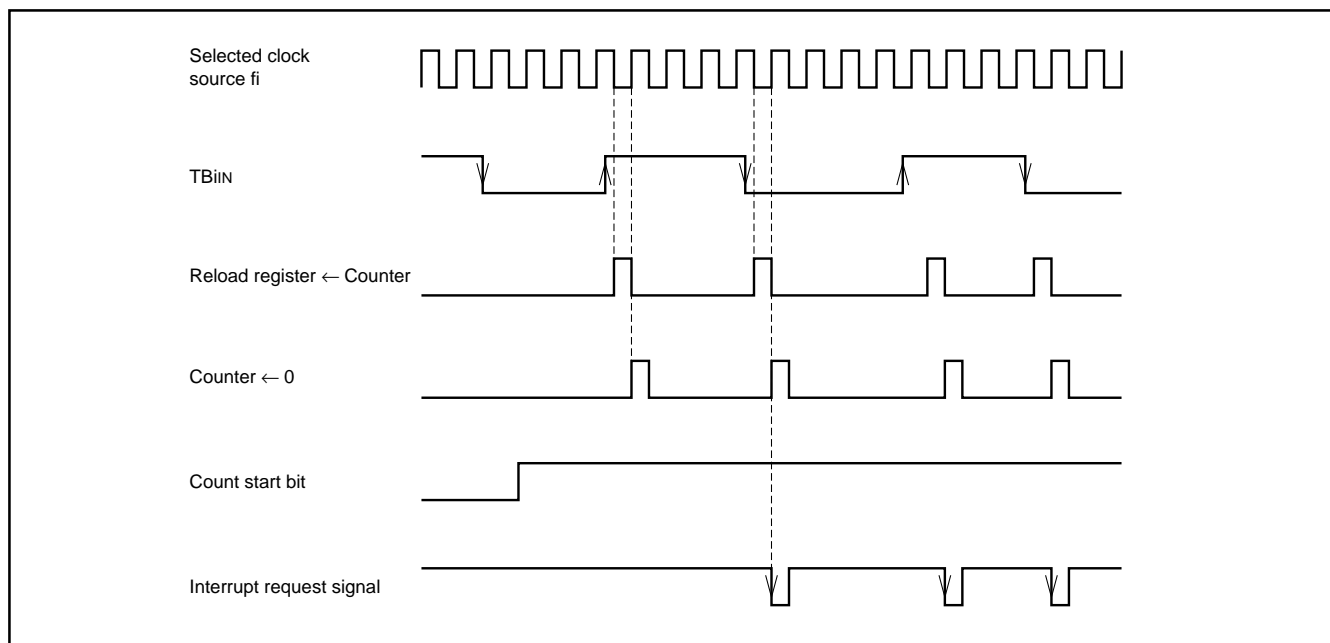 Selected clock
source fi
TBiIN
Reload register ← Counter
Counter ← 0
Count start bit
Interrupt request signal